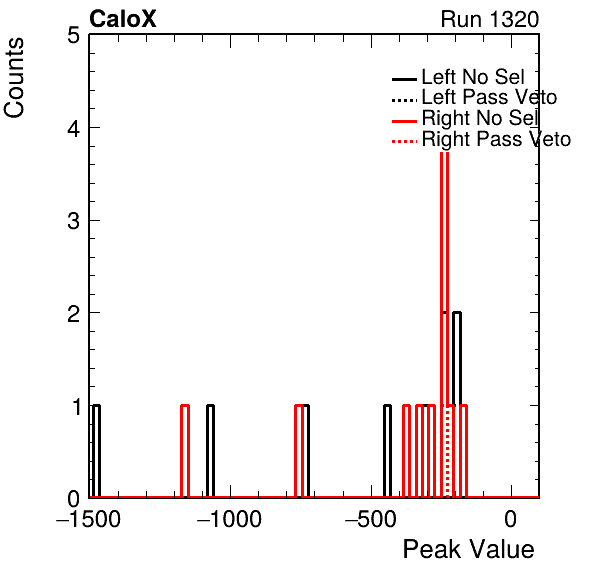 CaloX Run 1320
Counts
5
Left No Sel
Left Pass Veto
Right No Sel
Right Pass Veto
4
3
2
1
0
−1500 −1000 −500 0
Peak Value